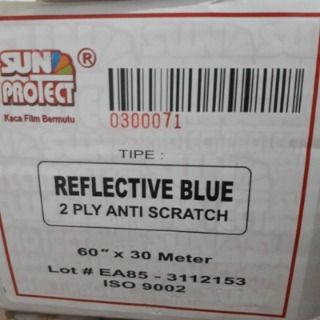 SUN
PROTECT ®
Kaca Film Bermutu
0300071
TIPE :
REFLECTIVE BLUE
2 PLY ANTI SCRATCH
60" x 30 Meter
Lot # EA85 - 3112153
ISO 9002